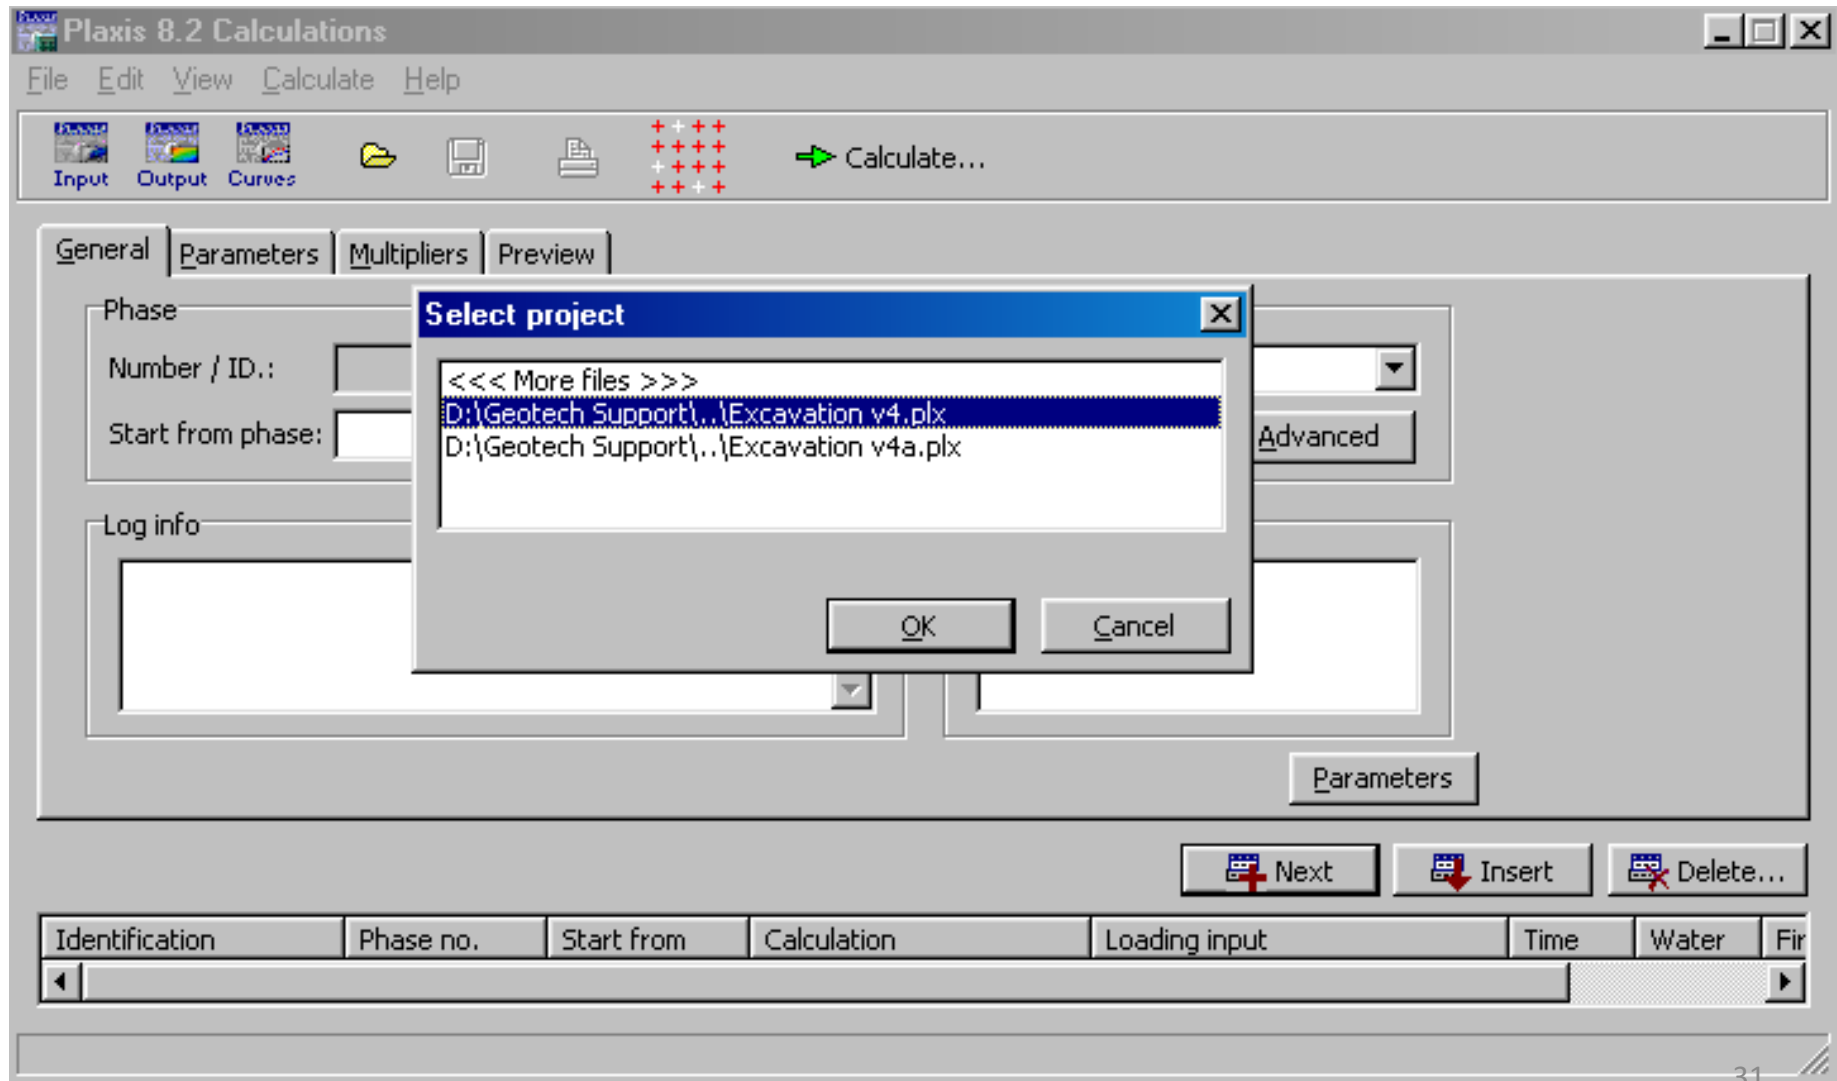 Plaxis 8.2 Calculations
File Edit View Calculate Help
Input Output Curves Calculate...
General Parameters Multipliers Preview
Phase
Number / ID.:
Start from phase:
Advanced
Select project
<<< More files >>>
D:\Geotech Support\..\Excavation v4.plx
D:\Geotech Support\..\Excavation v4a.plx
OK Cancel
Log info
Parameters
Next Insert Delete...
Identification Phase no. Start from Calculation Loading input Time Water Fir
31